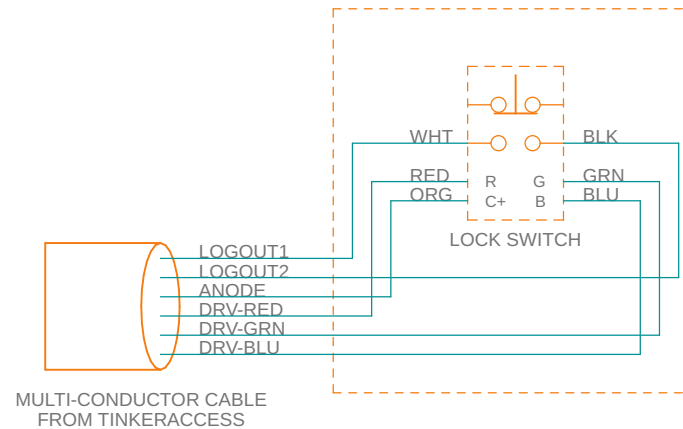 WHT BLK
RED R G GRN
ORG C+ B BLU
LOCK SWITCH
LOGOUT1
LOGOUT2
ANODE
DRV-RED
DRV-GRN
DRV-BLU
MULTI-CONDUCTOR CABLE
FROM TINKERACCESS